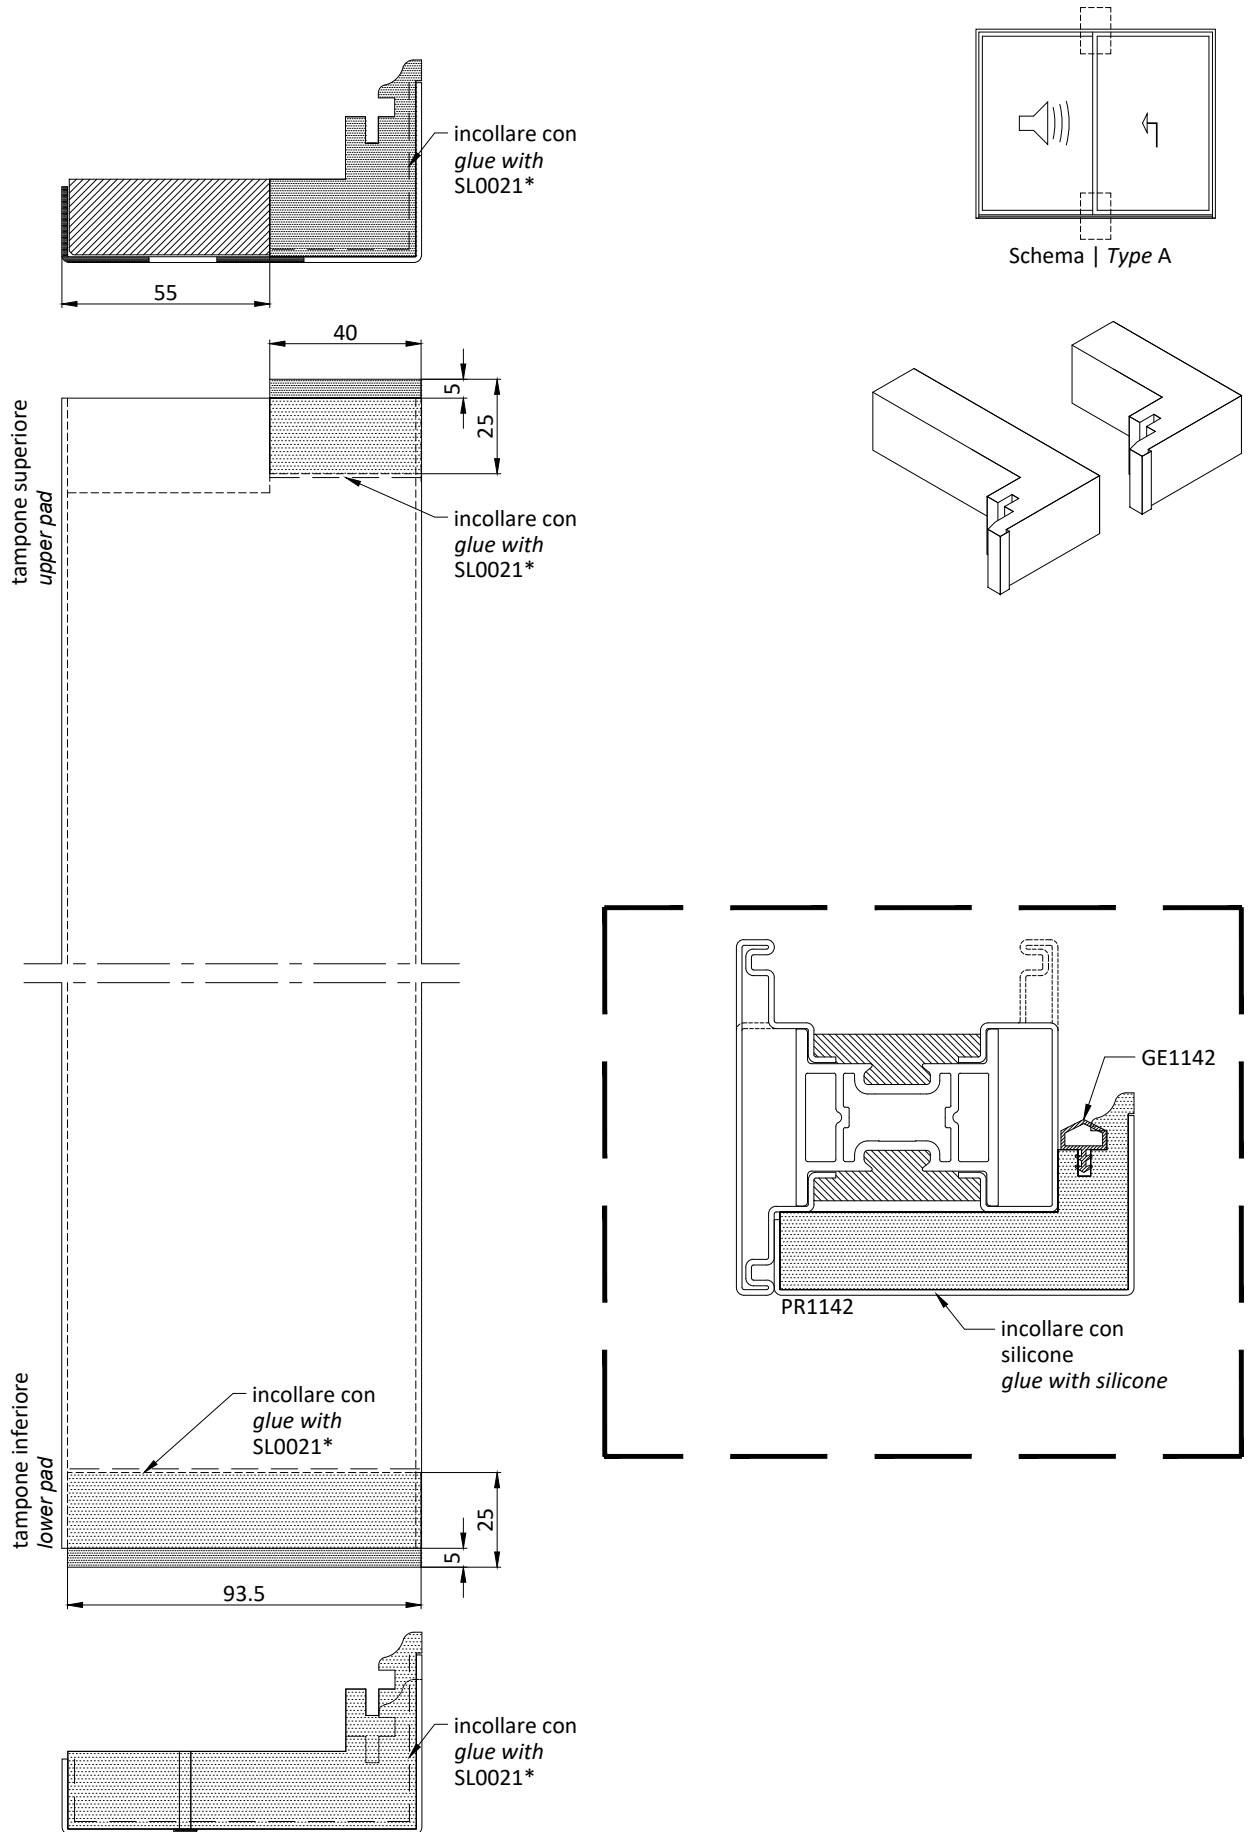 incollare con
glue with
SL0021*
Schema | Type A
55
40
5
25
tampone superiore
upper pad
incollare con
glue with
SL0021*
GE1142
PR1142
incollare con
silicone
glue with silicone
incollare con
glue with
SL0021*
tampone inferiore
lower pad
25
5
93.5
incollare con
glue with
SL0021*